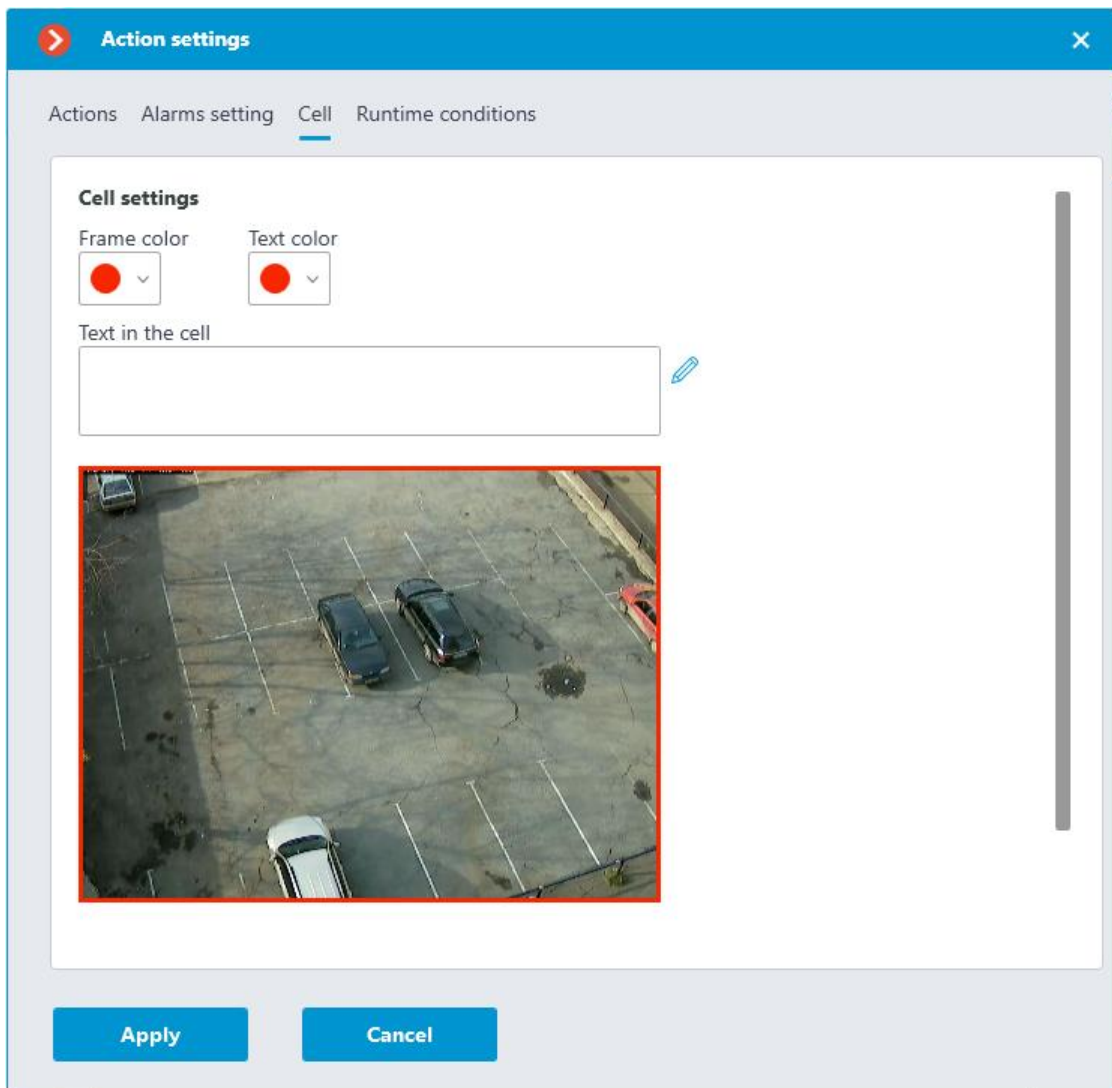 Action settings
Actions Alarms setting Cell Runtime conditions
Cell settings
Frame color Text color
Text in the cell
Apply Cancel